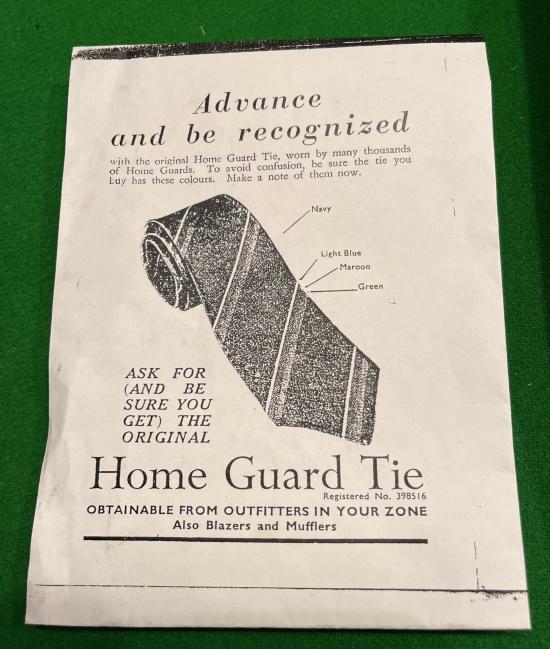 Advance
and be recognized
with the original Home Guard Tie, worn by many thousands
of Home Guards. To avoid confusion, be sure the tie you
buy has these colours. Make a note of them now.
Navy
Light Blue
Maroon
Green
ASK FOR
(AND BE
SURE YOU
GET) THE
ORIGINAL
Home Guard Tie
Registered No. 398516
OBTAINABLE FROM OUTFITTERS IN YOUR ZONE
Also Blazers and Mufflers